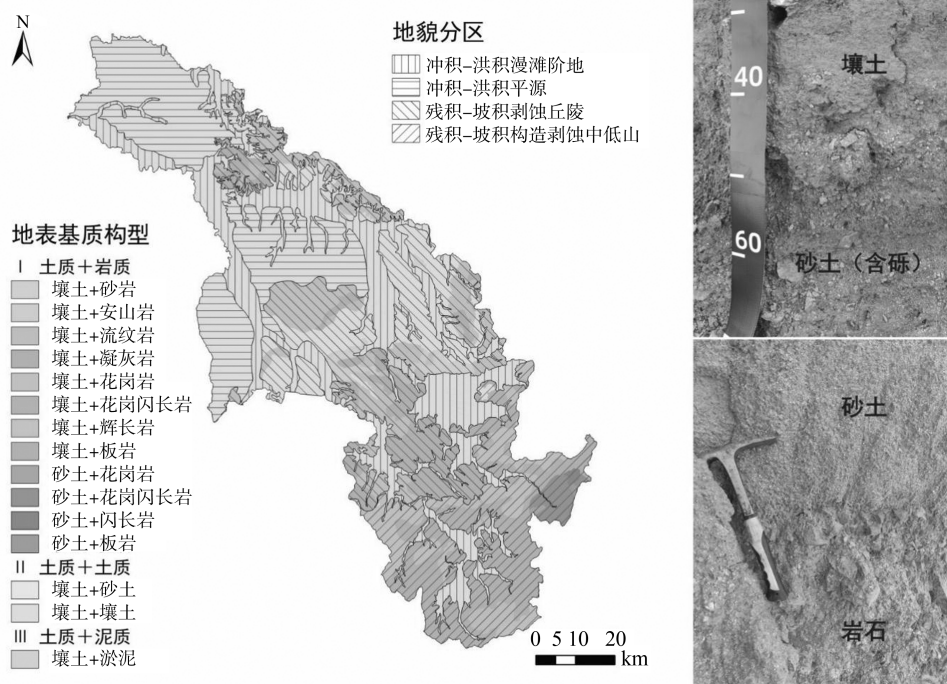 N
地貌分区
冲积-洪积漫滩阶地
冲积-洪积平源
残积-坡积剥蚀丘陵
残积-坡积构造剥蚀中低山
地表基质构型
Ⅰ 土质+岩质
壤土+砂岩
壤土+安山岩
壤土+流纹岩
壤土+凝灰岩
壤土+花岗岩
壤土+花岗闪长岩
壤土+辉长岩
壤土+板岩
砂土+花岗岩
砂土+花岗闪长岩
砂土+闪长岩
砂土+板岩
Ⅱ 土质+土质
壤土+砂土
壤土+壤土
Ⅲ 土质+泥质
壤土+淤泥
0 5 10 20
km
40
壤土
60
砂土（含砾）
砂土
岩石